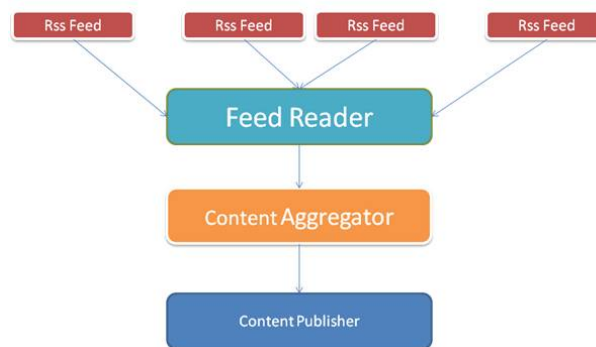 Rss Feed
Rss Feed
Rss Feed
Rss Feed
Feed Reader
Content Aggregator
Content Publisher